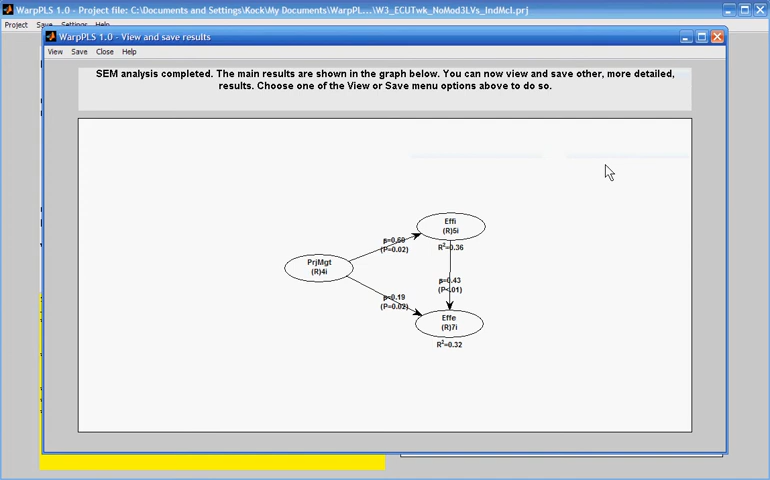 WarpPLS 1.0 - Project file: C:\Documents and Settings\Kock\My Documents\WarpPL...\W3_ECUTwk_NoMod3LVs_IndMcI.prj
Project Save Settings Help
WarpPLS 1.0 - View and save results
View Save Close Help
SEM analysis completed. The main results are shown in the graph below. You can now view and save other, more detailed,
results. Choose one of the View or Save menu options above to do so.
Effi
(R)5i
R²=0.36
β=0.60
(P=0.02)
PrjMgt
(R)4i
β=0.43
(P<.01)
β=0.19
(P=0.02)
Effe
(R)7i
R²=0.32